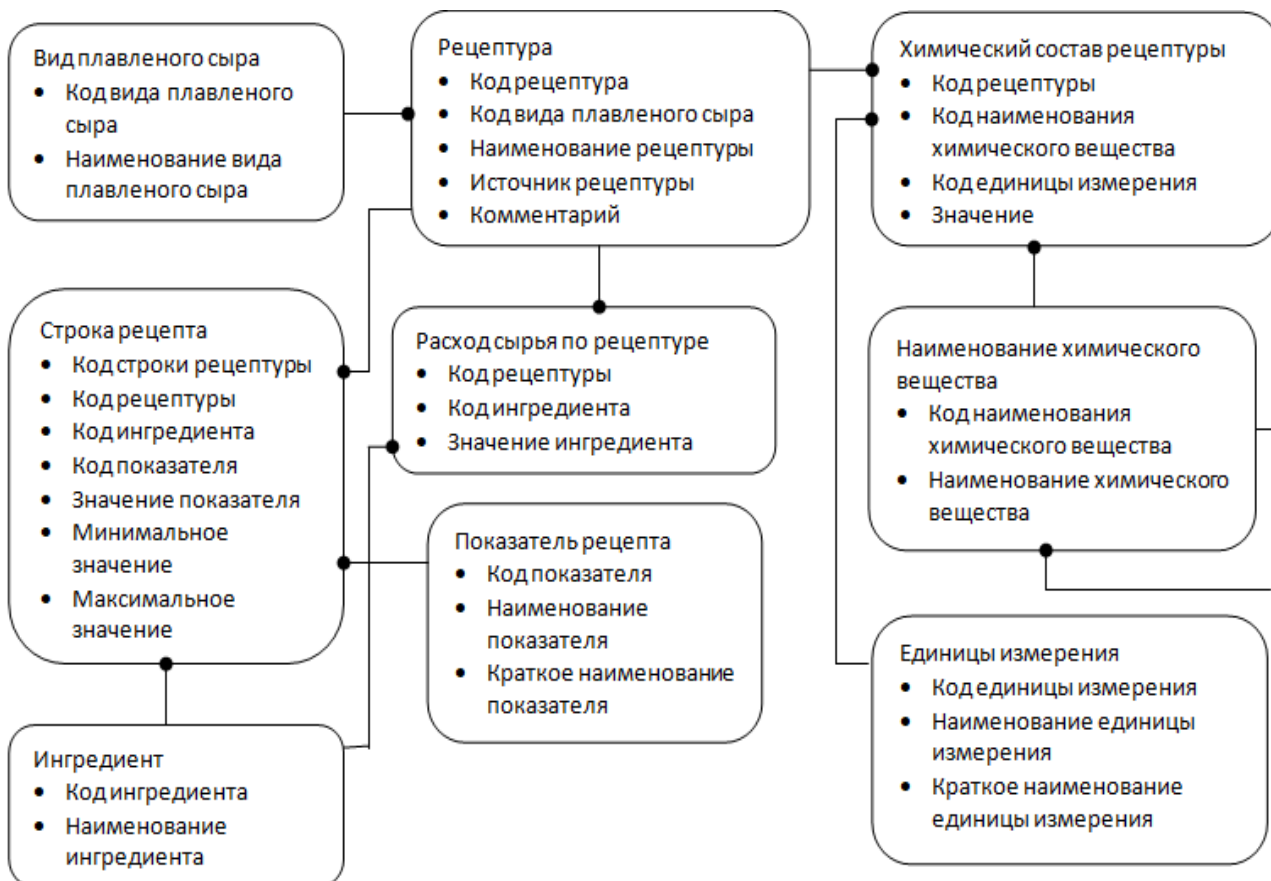 Вид плавленого сыра
• Код вида плавленого
сыра
• Наименование вида
плавленого сыра
Рецептура
• Код рецептура
• Код вида плавленого сыра
• Наименование рецептуры
• Источник рецептуры
• Комментарий
Химический состав рецептуры
• Код рецептуры
• Код наименования
химического вещества
• Код единицы измерения
• Значение
Строка рецепта
• Код строки рецептуры
• Код рецептуры
• Код ингредиента
• Код показателя
• Значение показателя
• Минимальное
значение
• Максимальное
значение
Расход сырья по рецептуре
• Код рецептуры
• Код ингредиента
• Значение ингредиента
Наименование химического
вещества
• Код наименования
химического вещества
• Наименование химического
вещества
Показатель рецепта
• Код показателя
• Наименование
показателя
• Краткое наименование
показателя
Единицы измерения
• Код единицы измерения
• Наименование единицы
измерения
• Краткое наименование
единицы измерения
Ингредиент
• Код ингредиента
• Наименование
ингредиента